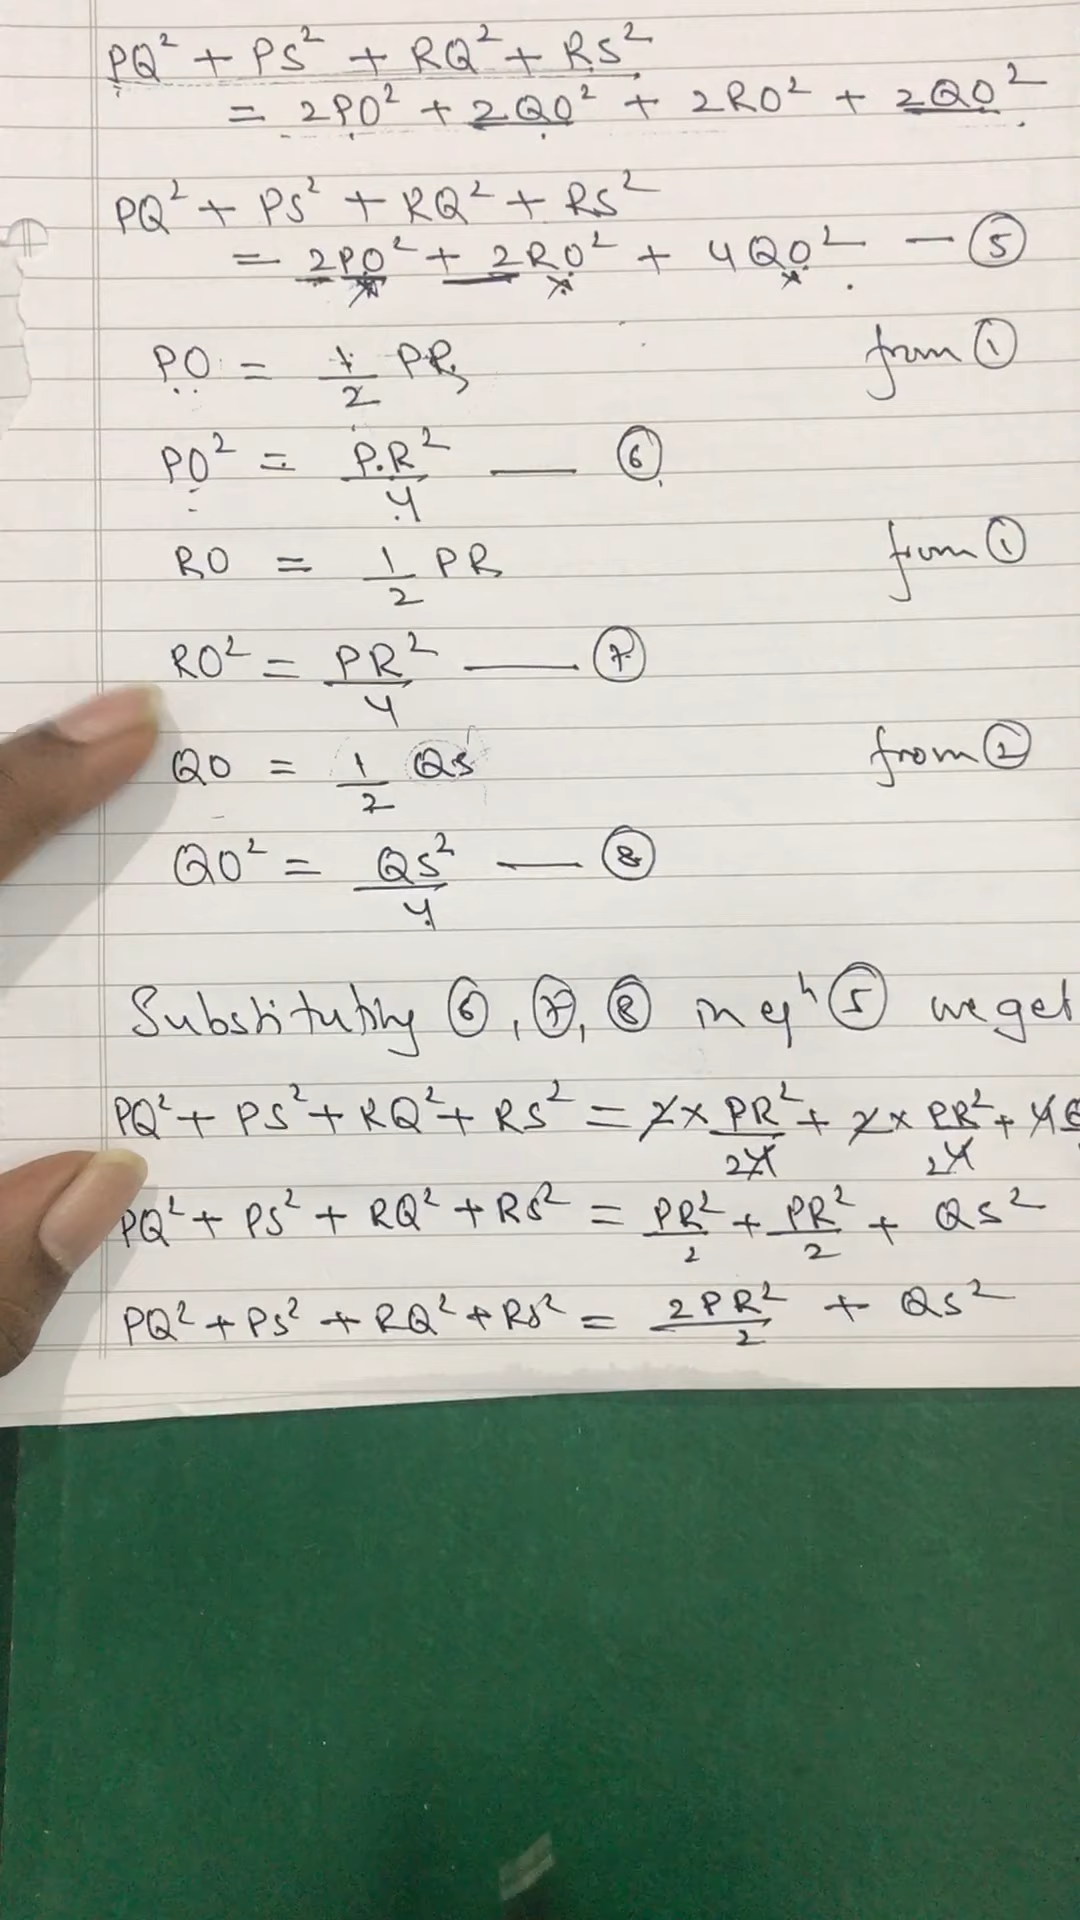 PQ² + PS² + RQ² + RS²
= 2PO² + 2QO² + 2RO² + 2QO²
PQ² + PS² + RQ² + RS²
= 2PO² + 2RO² + 4QO² — ⑤
PO = 1/2 PR from ①
PO² = PR²/4 — ⑥
RO = 1/2 PR from ①
RO² = PR²/4 — ⑦
QO = 1/2 QS from ②
QO² = QS²/4 — ⑧
Substituting ⑥, ⑦, ⑧ in eqⁿ ⑤ we get
PQ² + PS² + RQ² + RS² = 2 × PR²/4 2 + 2 × PR²/4 2 + 4
PQ² + PS² + RQ² + RS² = PR²/2 + PR²/2 + QS²
PQ² + PS² + RQ² + RS² = 2PR²/2 + QS²